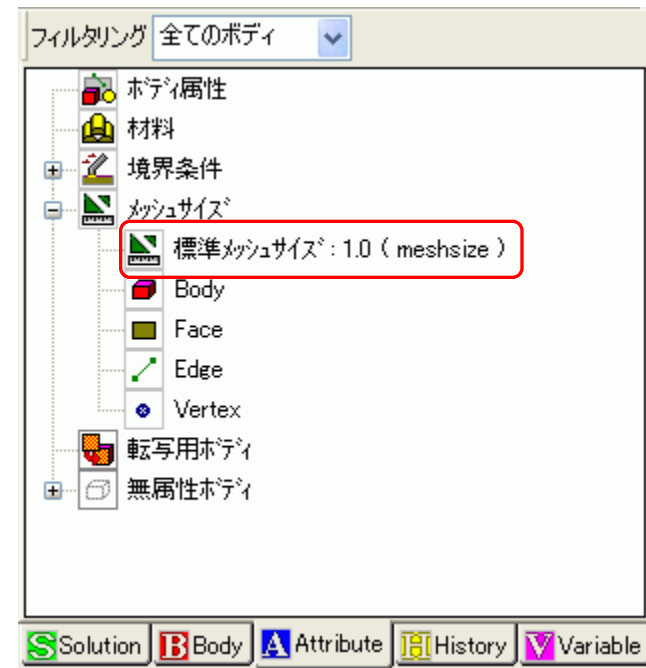 フィルタリング 全てのボディ
ﾎﾞﾃﾞｨ属性
材料
境界条件
ﾒｯｼｭｻｲｽﾞ
標準ﾒｯｼｭｻｲｽﾞ : 1.0 ( meshsize )
Body
Face
Edge
Vertex
転写用ﾎﾞﾃﾞｨ
無属性ﾎﾞﾃﾞｨ
S Solution B Body A Attribute H History V Variable